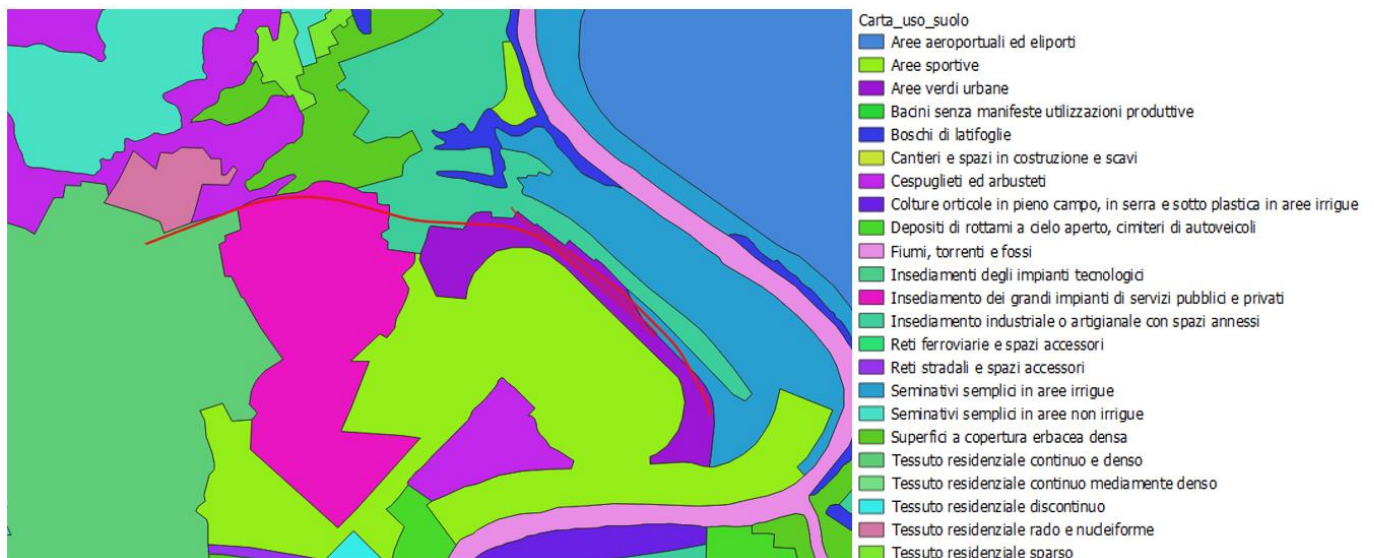 Carta_uso_suolo
Aree aeroportuali ed eliporti
Aree sportive
Aree verdi urbane
Bacini senza manifeste utilizzazioni produttive
Boschi di latifoglie
Cantieri e spazi in costruzione e scavi
Cespuglieti ed arbusteti
Colture orticole in pieno campo, in serra e sotto plastica in aree irrigue
Depositi di rottami a cielo aperto, cimiteri di autoveicoli
Fiumi, torrenti e fossi
Insediamenti degli impianti tecnologici
Insediamento dei grandi impianti di servizi pubblici e privati
Insediamento industriale o artigianale con spazi annessi
Reti ferroviarie e spazi accessori
Reti stradali e spazi accessori
Seminativi semplici in aree irrigue
Seminativi semplici in aree non irrigue
Superfici a copertura erbacea densa
Tessuto residenziale continuo e denso
Tessuto residenziale continuo mediamente denso
Tessuto residenziale discontinuo
Tessuto residenziale rado e nucleiforme
Tessuto residenziale sparso